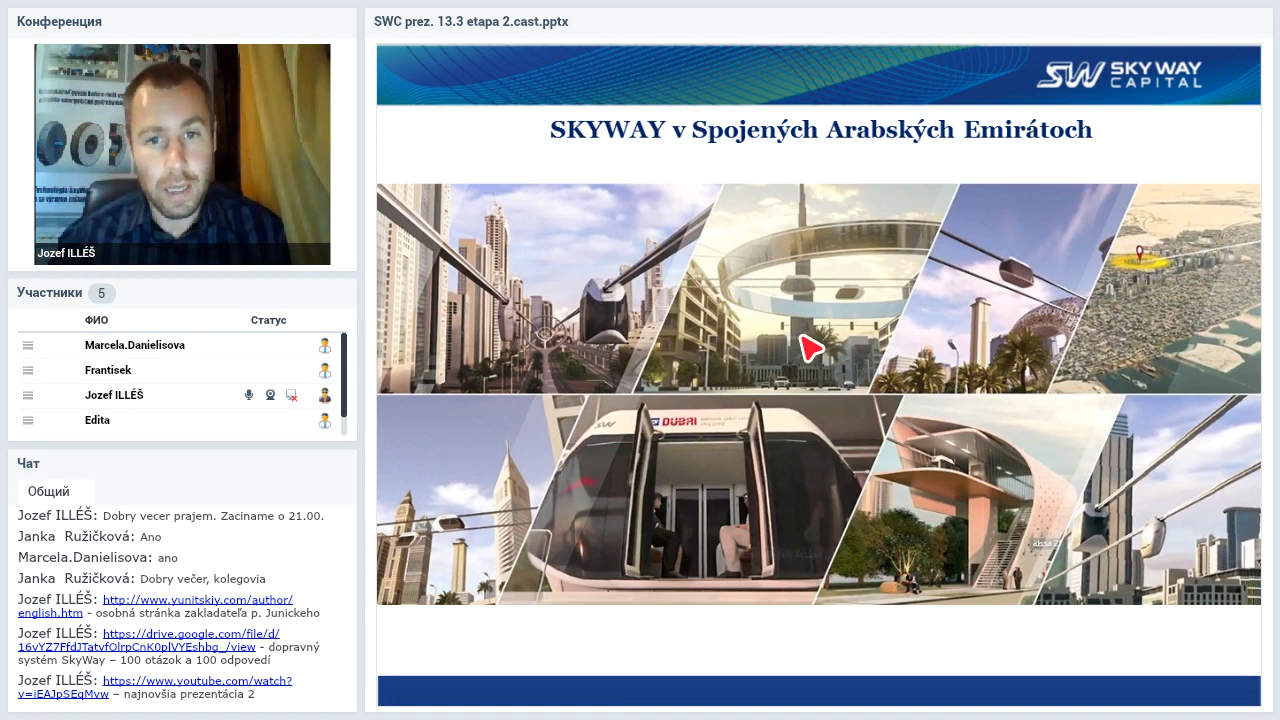 Конференция
Jozef ILLÉŠ
Участники 5
ФИО Статус
Marcela.Danielisova
Frantisek
Jozef ILLÉŠ
Edita
Чат
Общий
Jozef ILLÉŠ: Dobry vecer prajem. Zaciname o 21.00.
Janka Ružičková: Ano
Marcela.Danielisova: ano
Janka Ružičková: Dobry večer, kolegovia
Jozef ILLÉŠ: http://www.yunitskiy.com/author/
english.htm - osobná stránka zakladateľa p. Junickeho
Jozef ILLÉŠ: https://drive.google.com/file/d/
16vYZ7FfdJTatvfOlrpCnK0plVYEshbg_/view - dopravný
systém SkyWay – 100 otázok a 100 odpovedí
Jozef ILLÉŠ: https://www.youtube.com/watch?
v=iEAJpSEqMvw – najnovšia prezentácia 2
SWC prez. 13.3 etapa 2.cast.pptx
SW SKY WAY
CAPITAL
SKYWAY v Spojených Arabských Emirátoch
SW
DUBAI